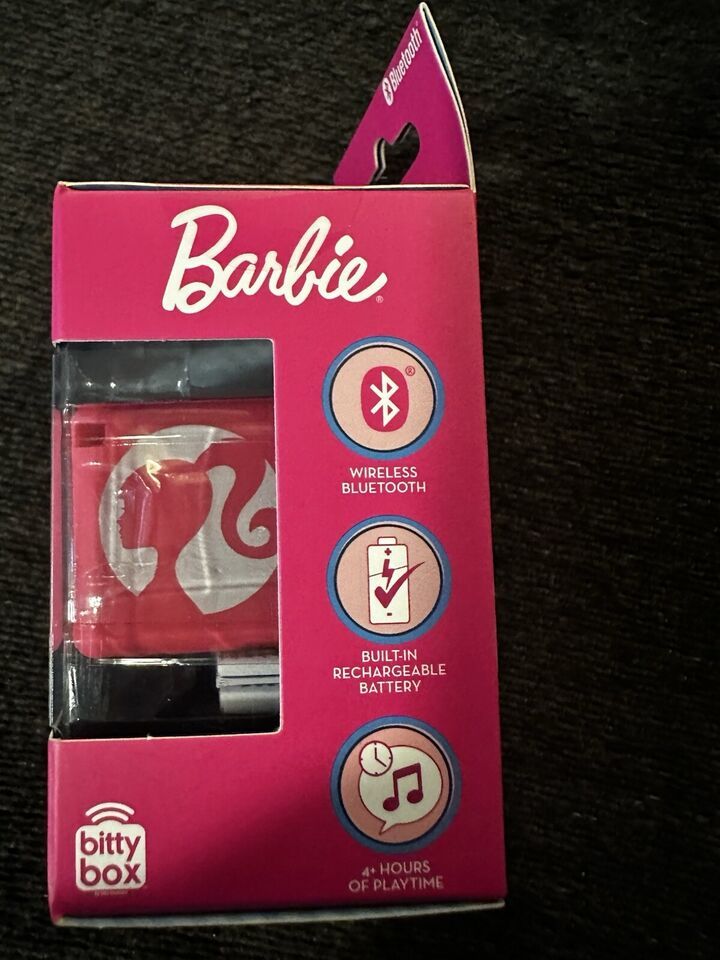 Bluetooth®
Barbie®
®
WIRELESS
BLUETOOTH
BUILT-IN
RECHARGEABLE
BATTERY
4+ HOURS
OF PLAYTIME
bitty
box